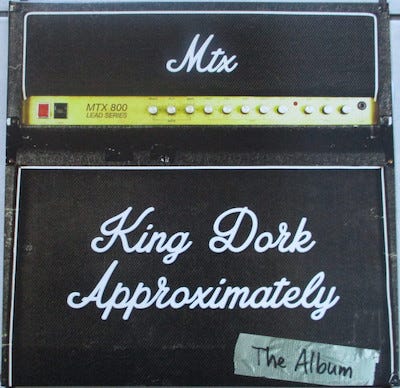 Mtx
MTX 800
LEAD SERIES
King Dork
Approximately
The Album